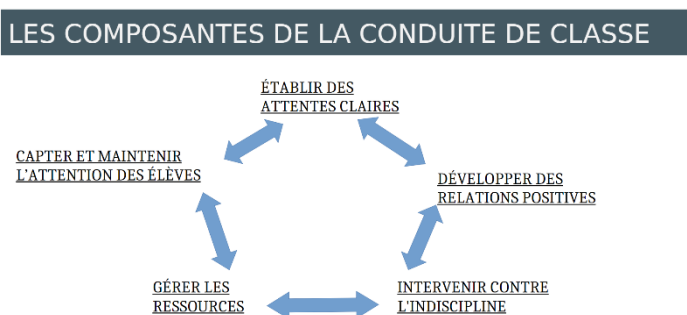 LES COMPOSANTES DE LA CONDUITE DE CLASSE
ÉTABLIR DES
ATTENTES CLAIRES
CAPTER ET MAINTENIR
L’ATTENTION DES ÉLÈVES
DÉVELOPPER DES
RELATIONS POSITIVES
GÉRER LES
RESSOURCES
INTERVENIR CONTRE
L'INDISCIPLINE